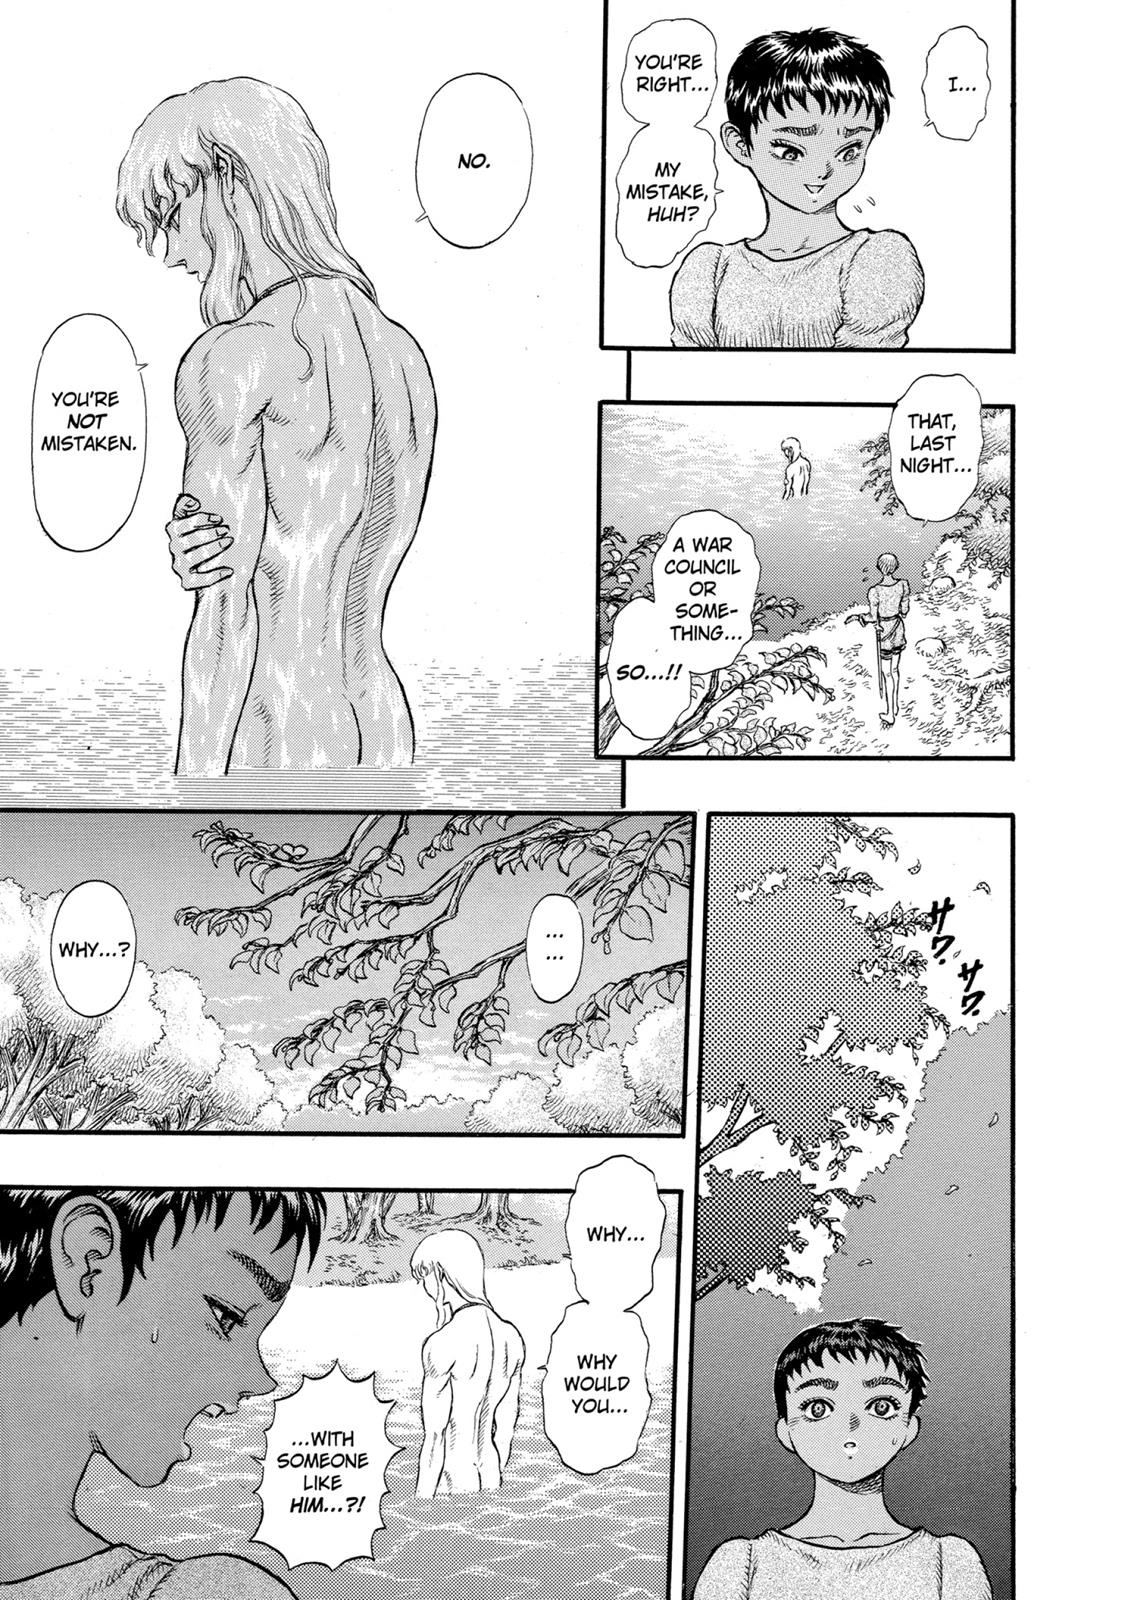 I...
YOU'RE
RIGHT...
MY
MISTAKE,
HUH?
THAT,
LAST
NIGHT...
A WAR
COUNCIL
OR
SOME-
THING...
SO...!!
NO.
YOU'RE
NOT
MISTAKEN.
サワ
サワ
...
...
WHY...?
WHY...
WHY
WOULD
YOU...
...WITH
SOMEONE
LIKE
HIM...?!